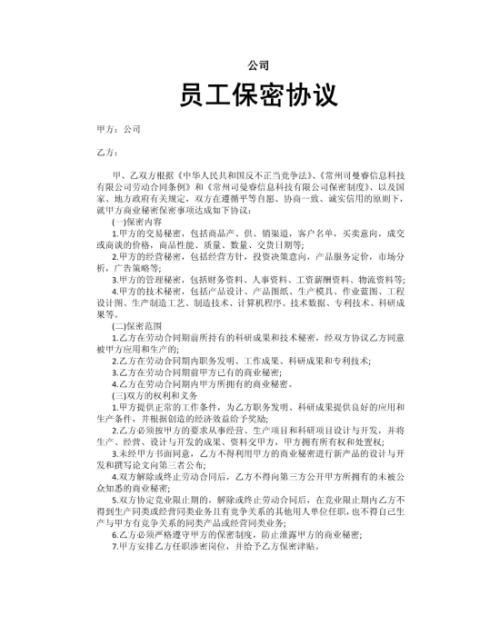 公司
员工保密协议
甲方：公司
乙方：
甲、乙双方根据《中华人民共和国反不正当竞争法》、《常州司曼睿信息科技
有限公司劳动合同条例》和《常州司曼睿信息科技有限公司保密制度》、以及国
家、地方政府有关规定，双方在遵循平等自愿、协商一致、诚实信用的原则下，
就甲方商业秘密保密事项达成如下协议：
(一)保密内容
1.甲方的交易秘密，包括商品产、供、销渠道，客户名单，买卖意向，成交
或商谈的价格，商品性能、质量、数量、交货日期等;
2.甲方的经营秘密，包括经营方针，投资决策意向，产品服务定价，市场分
析，广告策略等;
3.甲方的管理秘密，包括财务资料、人事资料、工资薪酬资料、物流资料等;
4.甲方的技术秘密，包括产品设计、产品图纸、生产模具、作业蓝图、工程
设计图、生产制造工艺、制造技术、计算机程序、技术数据、专利技术、科研成
果等。
(二)保密范围
1.乙方在劳动合同期前所持有的科研成果和技术秘密，经双方协议乙方同意
被甲方应用和生产的;
2.乙方在劳动合同期内职务发明、工作成果、科研成果和专利技术;
3.乙方在劳动合同期前甲方已有的商业秘密;
4.乙方在劳动合同期内甲方所拥有的商业秘密。
(三)双方的权利和义务
1.甲方提供正常的工作条件，为乙方职务发明、科研成果提供良好的应用和
生产条件，并根据创造的经济效益给予奖励;
2.乙方必须按甲方的要求从事经营、生产项目和科研项目设计与开发，并将
生产、经营、设计与开发的成果、资料交甲方，甲方拥有所有权和处置权;
3.未经甲方书面同意，乙方不得利用甲方的商业秘密进行新产品的设计与开
发和撰写论文向第三者公布;
4.双方解除或终止劳动合同后，乙方不得向第三方公开甲方所拥有的未被公
众知悉的商业秘密;
5.双方协定竞业限止期的，解除或终止劳动合同后，在竞业限止期内乙方不
得到生产同类或经营同类业务且有竞争关系的其他用人单位任职，也不得自己生
产与甲方有竞争关系的同类产品或经营同类业务;
6.乙方必须严格遵守甲方的保密制度，防止泄露甲方的商业秘密;
7.甲方安排乙方任职涉密岗位，并给予乙方保密津贴。